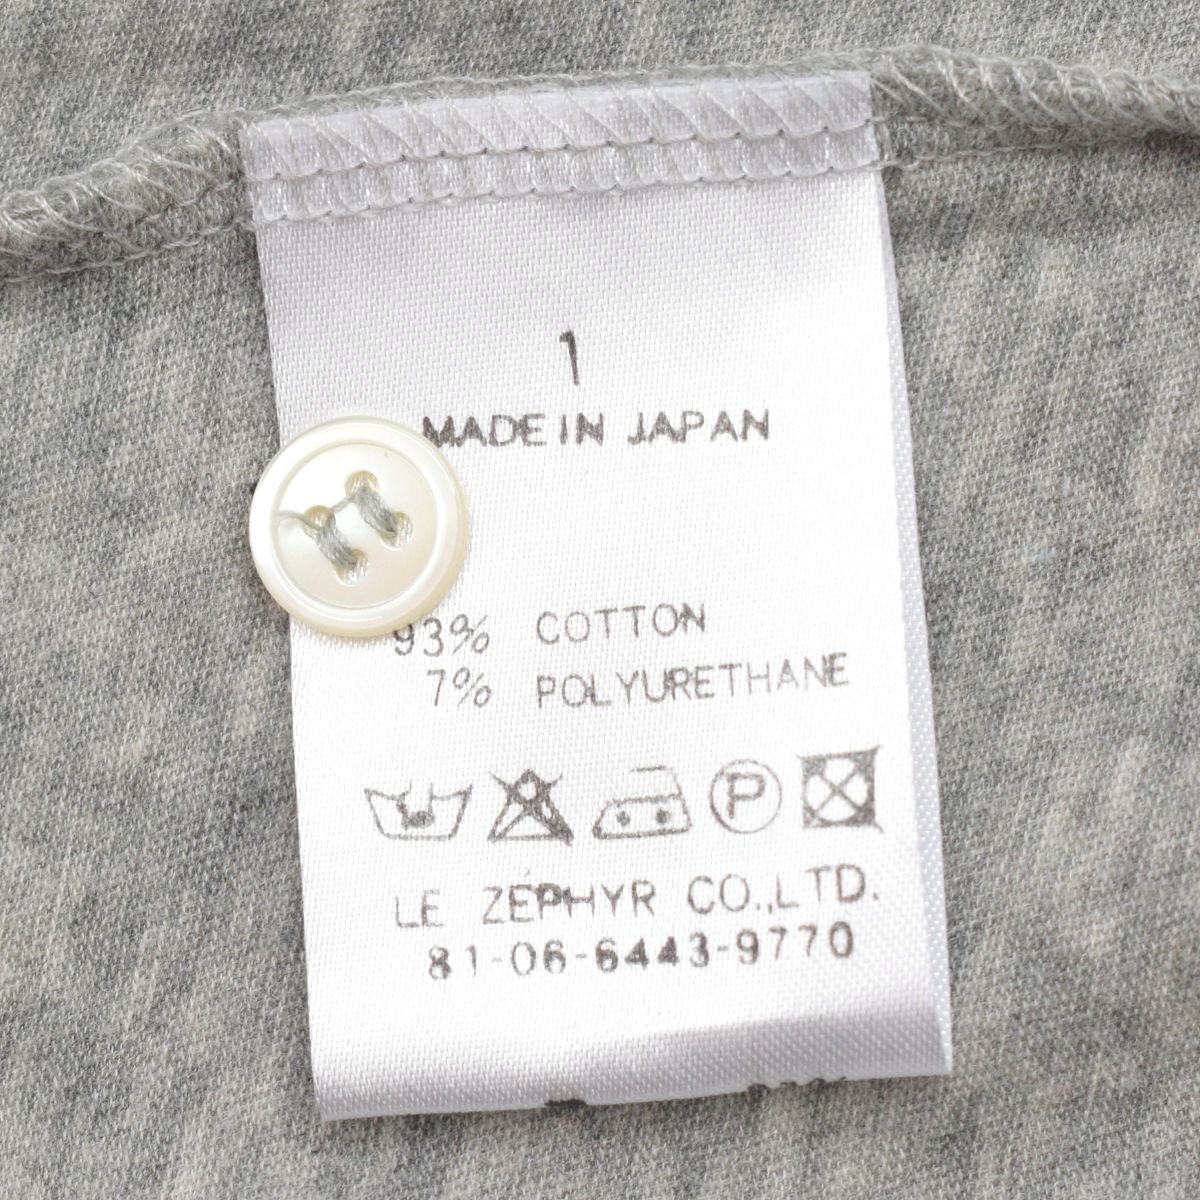 1
MADE IN JAPAN
93% COTTON
7% POLYURETHANE
P
LE ZEPHYR CO.,LTD.
81-06-6443-9770